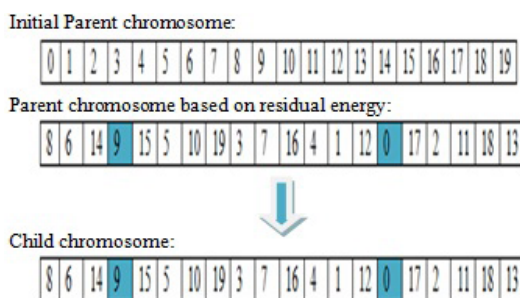 Initial Parent chromosome:
0 1 2 3 4 5 6 7 8 9 10 11 12 13 14 15 16 17 18 19
Parent chromosome based on residual energy:
8 6 14 9 15 5 10 19 3 7 16 4 1 12 0 17 2 11 18 13
Child chromosome:
8 6 14 9 15 5 10 19 3 7 16 4 1 12 0 17 2 11 18 13